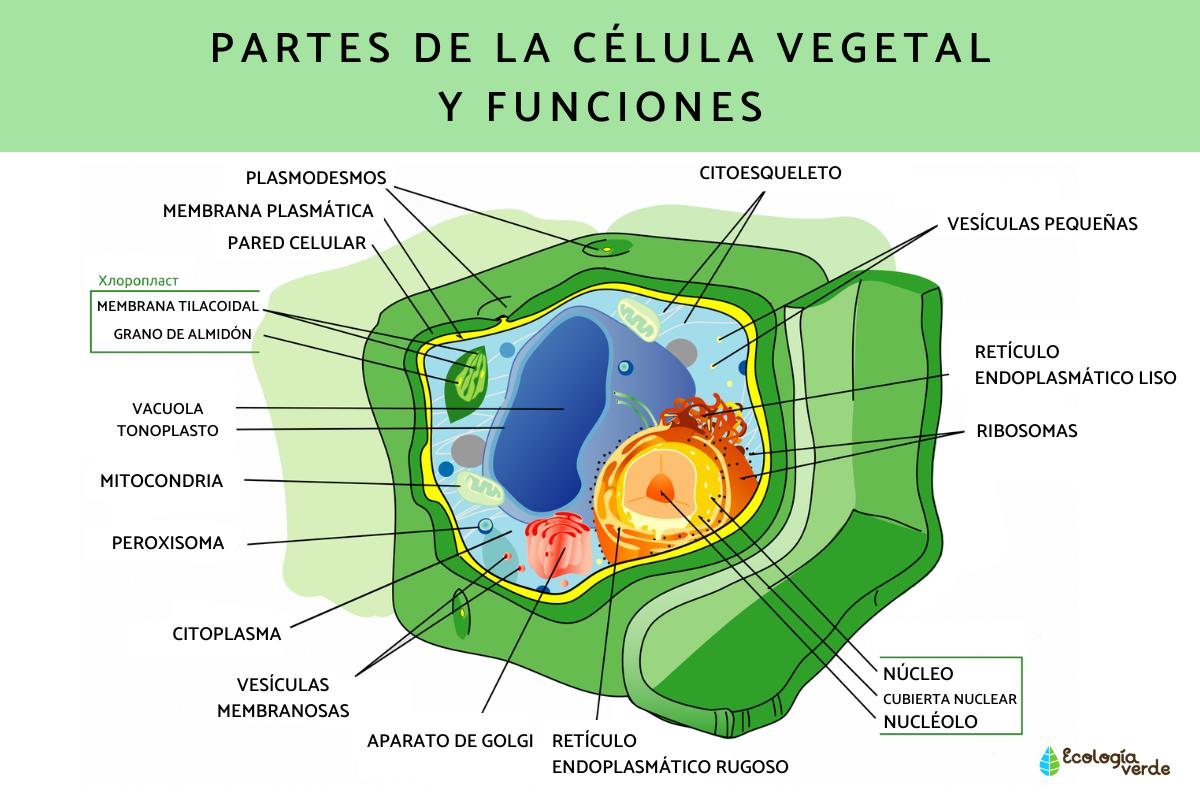 PARTES DE LA CÉLULA VEGETAL
Y FUNCIONES
PLASMODESMOS
MEMBRANA PLASMÁTICA
PARED CELULAR
Хлоропласт
MEMBRANA TILACOIDAL
GRANO DE ALMIDÓN
VACUOLA
TONOPLASTO
MITOCONDRIA
PEROXISOMA
CITOPLASMA
VESÍCULAS
MEMBRANOSAS
APARATO DE GOLGI
RETÍCULO
ENDOPLASMÁTICO RUGOSO
CITOESQUELETO
VESÍCULAS PEQUEÑAS
RETÍCULO
ENDOPLASMÁTICO LISO
RIBOSOMAS
NÚCLEO
CUBIERTA NUCLEAR
NUCLÉOLO
Ecología
verde